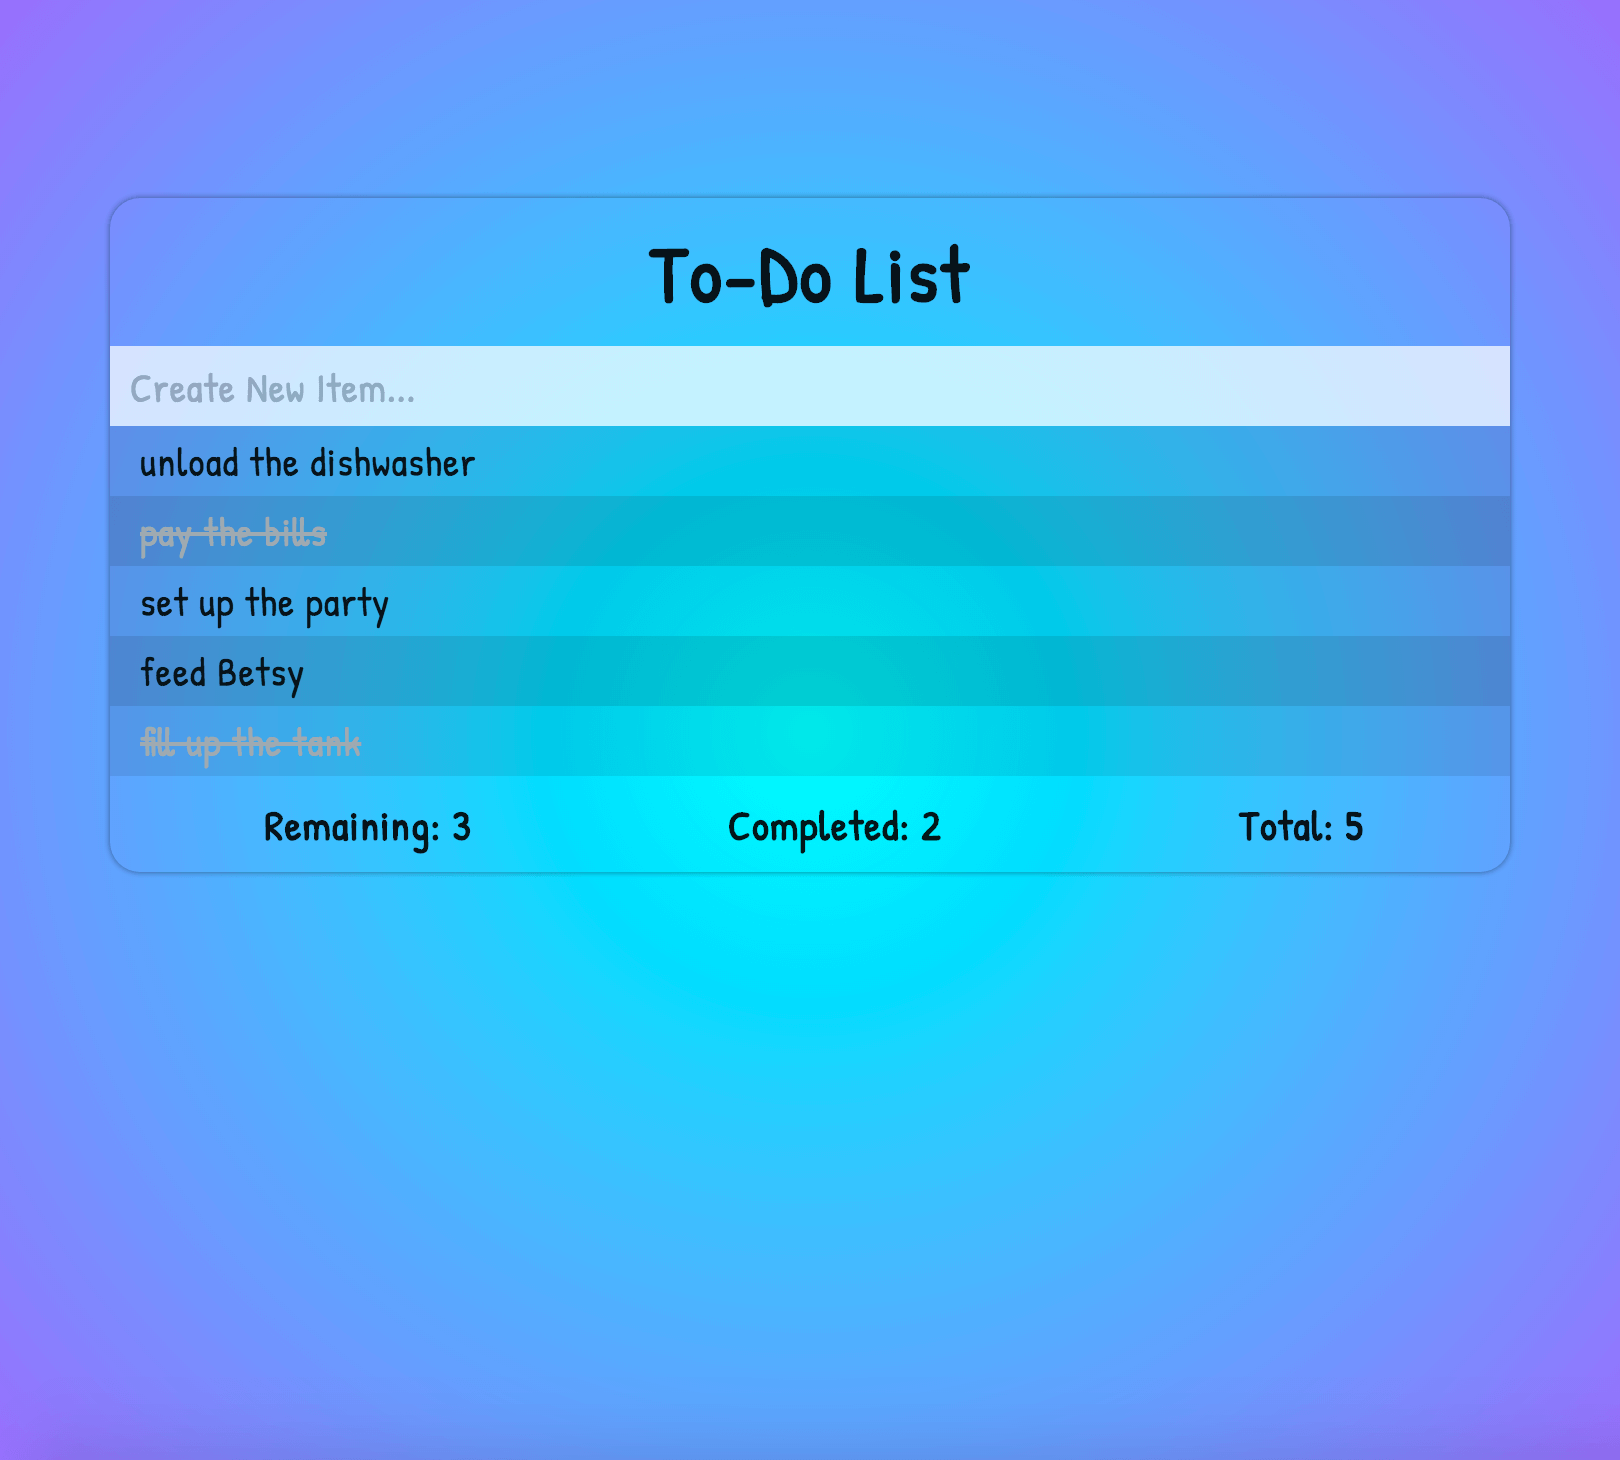 To-Do List
Create New Item...
unload the dishwasher
pay the bills
set up the party
feed Betsy
fill up the tank
Remaining: 3 Completed: 2 Total: 5